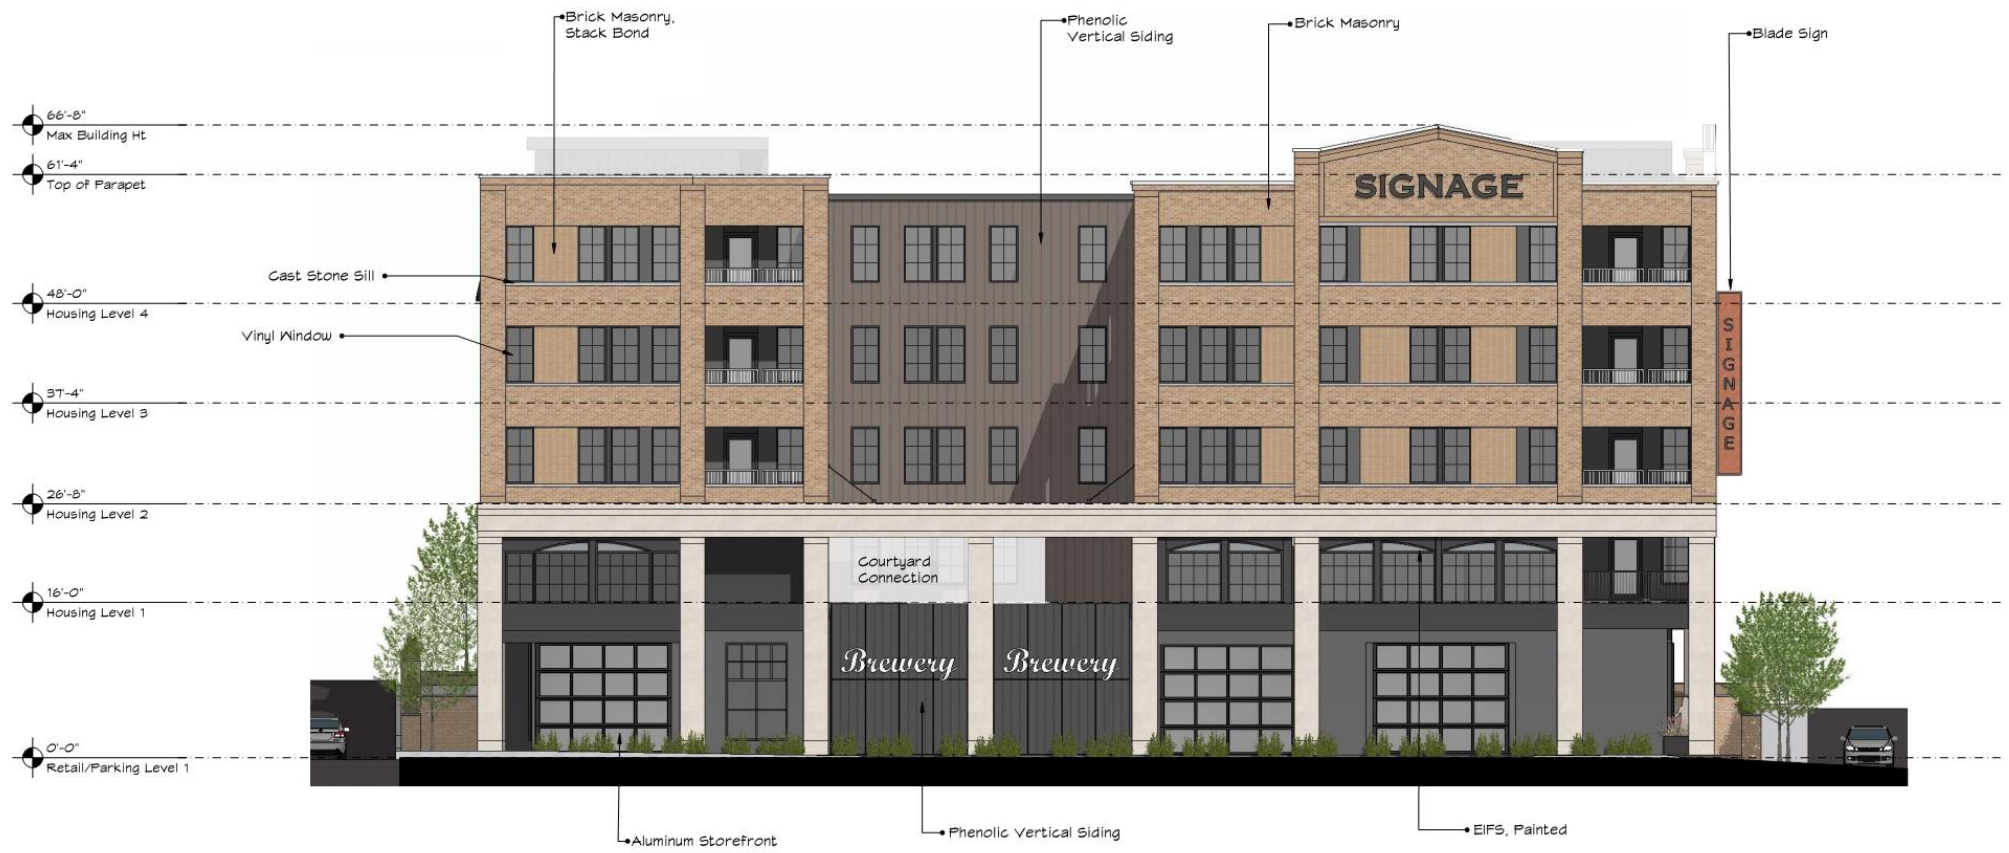 Brick Masonry,
Stack Bond
Phenolic
Vertical Siding
Brick Masonry
Blade Sign
66'-8"
Max Building Ht
61'-4"
Top of Parapet
SIGNAGE
Cast Stone Sill
48'-0"
Housing Level 4
Vinyl Window
SIGNAGE
37'-4"
Housing Level 3
26'-8"
Housing Level 2
Courtyard
Connection
16'-0"
Housing Level 1
Brewery
Brewery
0'-0"
Retail/Parking Level 1
Aluminum Storefront
Phenolic Vertical Siding
EIFS, Painted